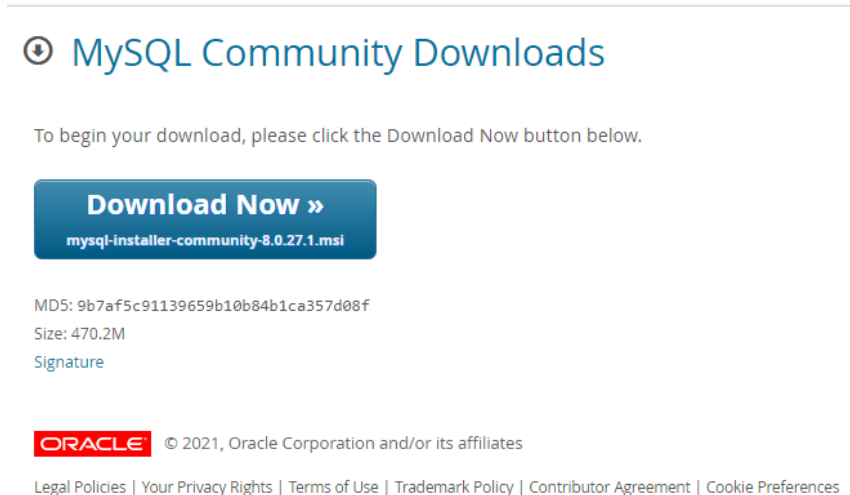 MySQL Community Downloads
To begin your download, please click the Download Now button below.
Download Now »
mysql-installer-community-8.0.27.1.msi
MD5: 9b7af5c91139659b10b84b1ca357d08f
Size: 470.2M
Signature
ORACLE © 2021, Oracle Corporation and/or its affiliates
Legal Policies | Your Privacy Rights | Terms of Use | Trademark Policy | Contributor Agreement | Cookie Preferences